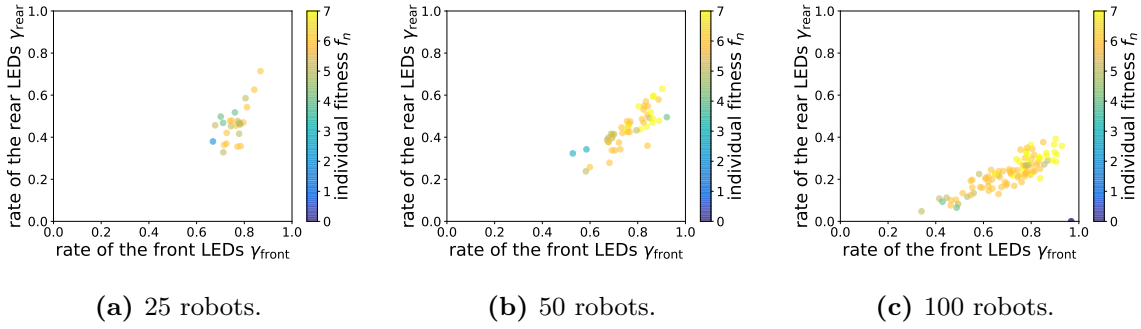 rate of the rear LEDs γrear
1.0
0.8
0.6
0.4
0.2
0.0
0.0 0.2 0.4 0.6 0.8 1.0
rate of the front LEDs γfront
7
6
5
4
3
2
1
0
individual fitness fn
(a) 25 robots.
rate of the rear LEDs γrear
1.0
0.8
0.6
0.4
0.2
0.0
0.0 0.2 0.4 0.6 0.8 1.0
rate of the front LEDs γfront
7
6
5
4
3
2
1
0
individual fitness fn
(b) 50 robots.
rate of the rear LEDs γrear
1.0
0.8
0.6
0.4
0.2
0.0
0.0 0.2 0.4 0.6 0.8 1.0
rate of the front LEDs γfront
7
6
5
4
3
2
1
0
individual fitness fn
(c) 100 robots.